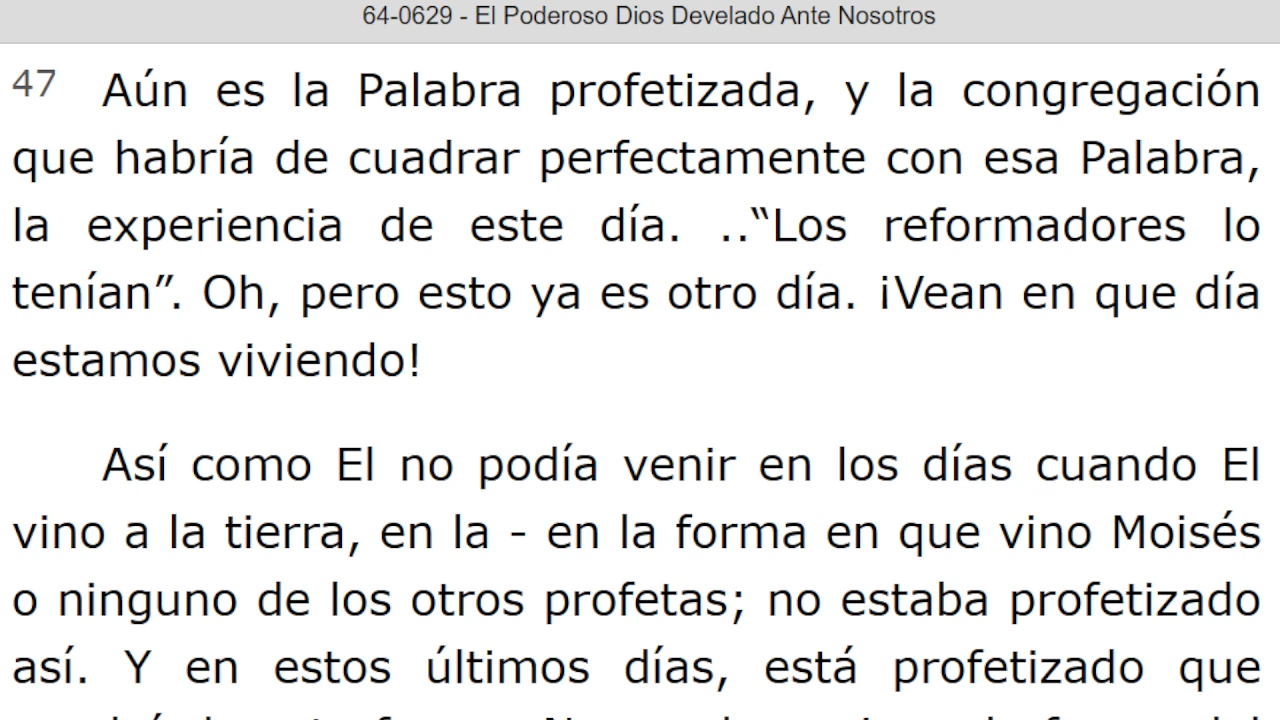 64-0629 - El Poderoso Dios Develado Ante Nosotros
47 Aún es la Palabra profetizada, y la congregación
que habría de cuadrar perfectamente con esa Palabra,
la experiencia de este día. ..“Los reformadores lo
tenían”. Oh, pero esto ya es otro día. ¡Vean en que día
estamos viviendo!
Así como El no podía venir en los días cuando El
vino a la tierra, en la - en la forma en que vino Moisés
o ninguno de los otros profetas; no estaba profetizado
así. Y en estos últimos días, está profetizado que